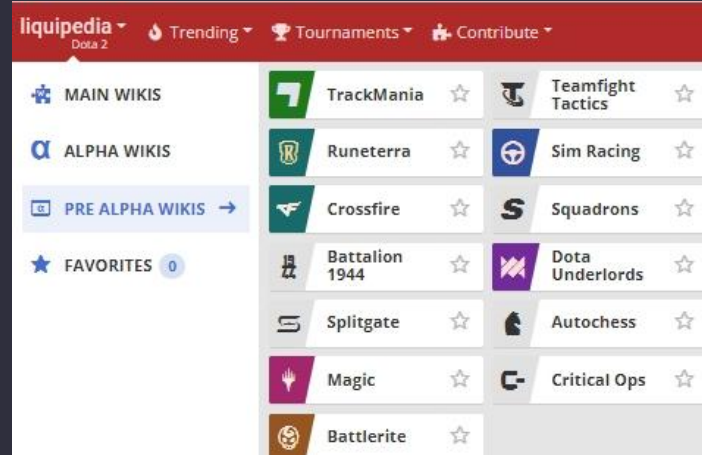 liquipedia
Dota 2
Trending
Tournaments
Contribute
MAIN WIKIS
ALPHA WIKIS
PRE ALPHA WIKIS
FAVORITES 0
TrackMania
Teamfight
Tactics
Runeterra
Sim Racing
Crossfire
Squadrons
Battalion
1944
Dota
Underlords
Splitgate
Autochess
Magic
Critical Ops
Battlerite